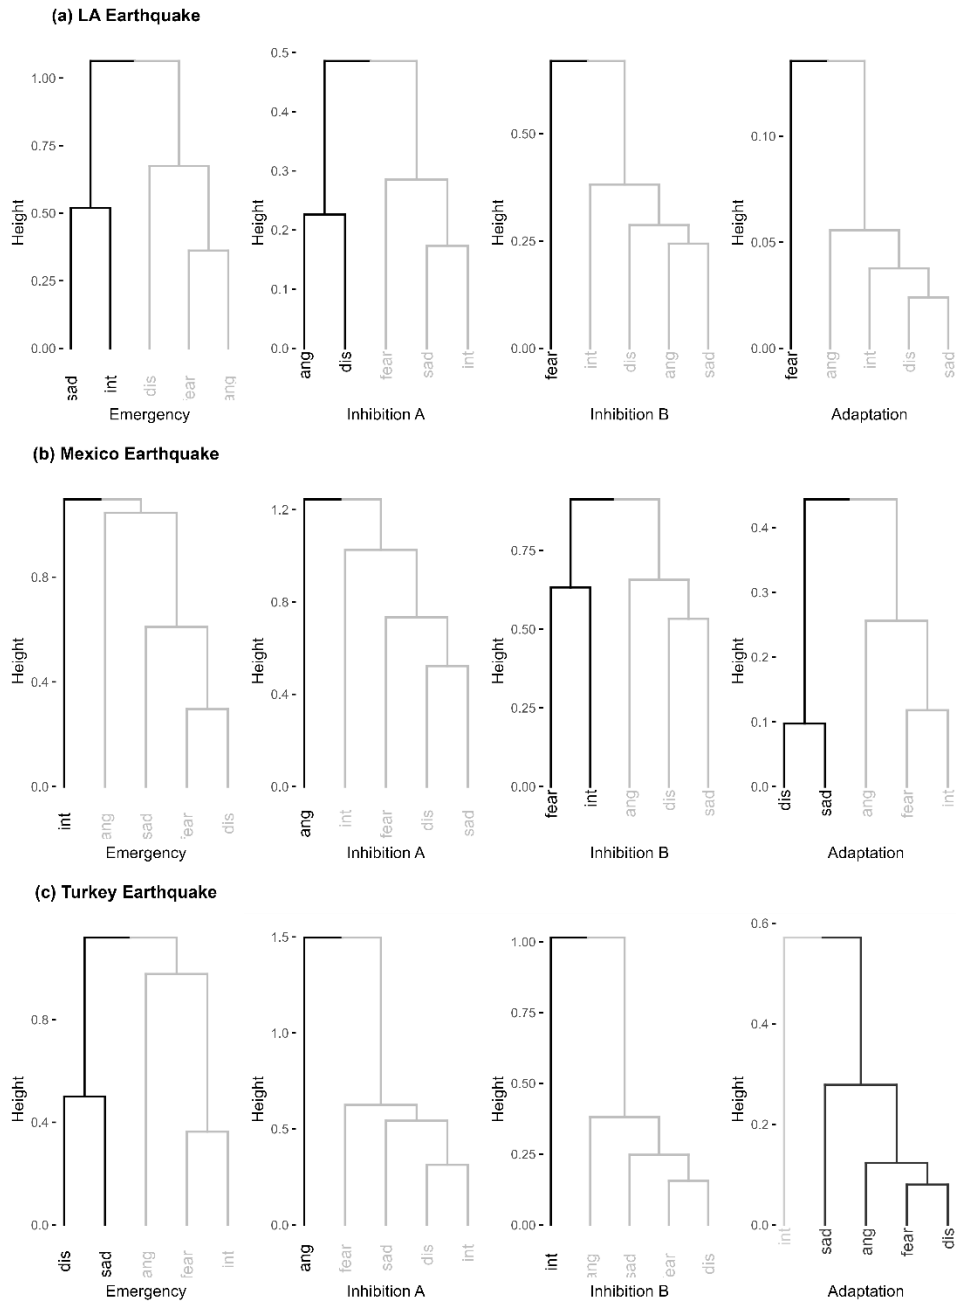 (a) LA Earthquake
1.00
0.75
0.50
0.25
0.00
Height
sad
int
dis
fear
ang
Emergency
0.5
0.4
0.3
0.2
0.1
0.0
Height
ang
dis
fear
sad
int
Inhibition A
0.50
0.25
0.00
Height
fear
int
dis
ang
sad
Inhibition B
0.10
0.05
0.00
Height
fear
ang
int
dis
sad
Adaptation
(b) Mexico Earthquake
0.8
0.4
0.0
Height
int
ang
sad
fear
dis
Emergency
1.2
0.8
0.4
0.0
Height
ang
int
fear
dis
sad
Inhibition A
0.75
0.50
0.25
0.00
Height
fear
int
ang
dis
sad
Inhibition B
0.4
0.3
0.2
0.1
0.0
Height
dis
sad
ang
fear
int
Adaptation
(c) Turkey Earthquake
0.8
0.4
0.0
Height
dis
sad
ang
fear
int
Emergency
1.5
1.0
0.5
0.0
Height
ang
fear
sad
dis
int
Inhibition A
1.00
0.75
0.50
0.25
0.00
Height
int
ang
sad
ear
dis
Inhibition B
0.6
0.4
0.2
0.0
Height
int
sad
ang
fear
dis
Adaptation